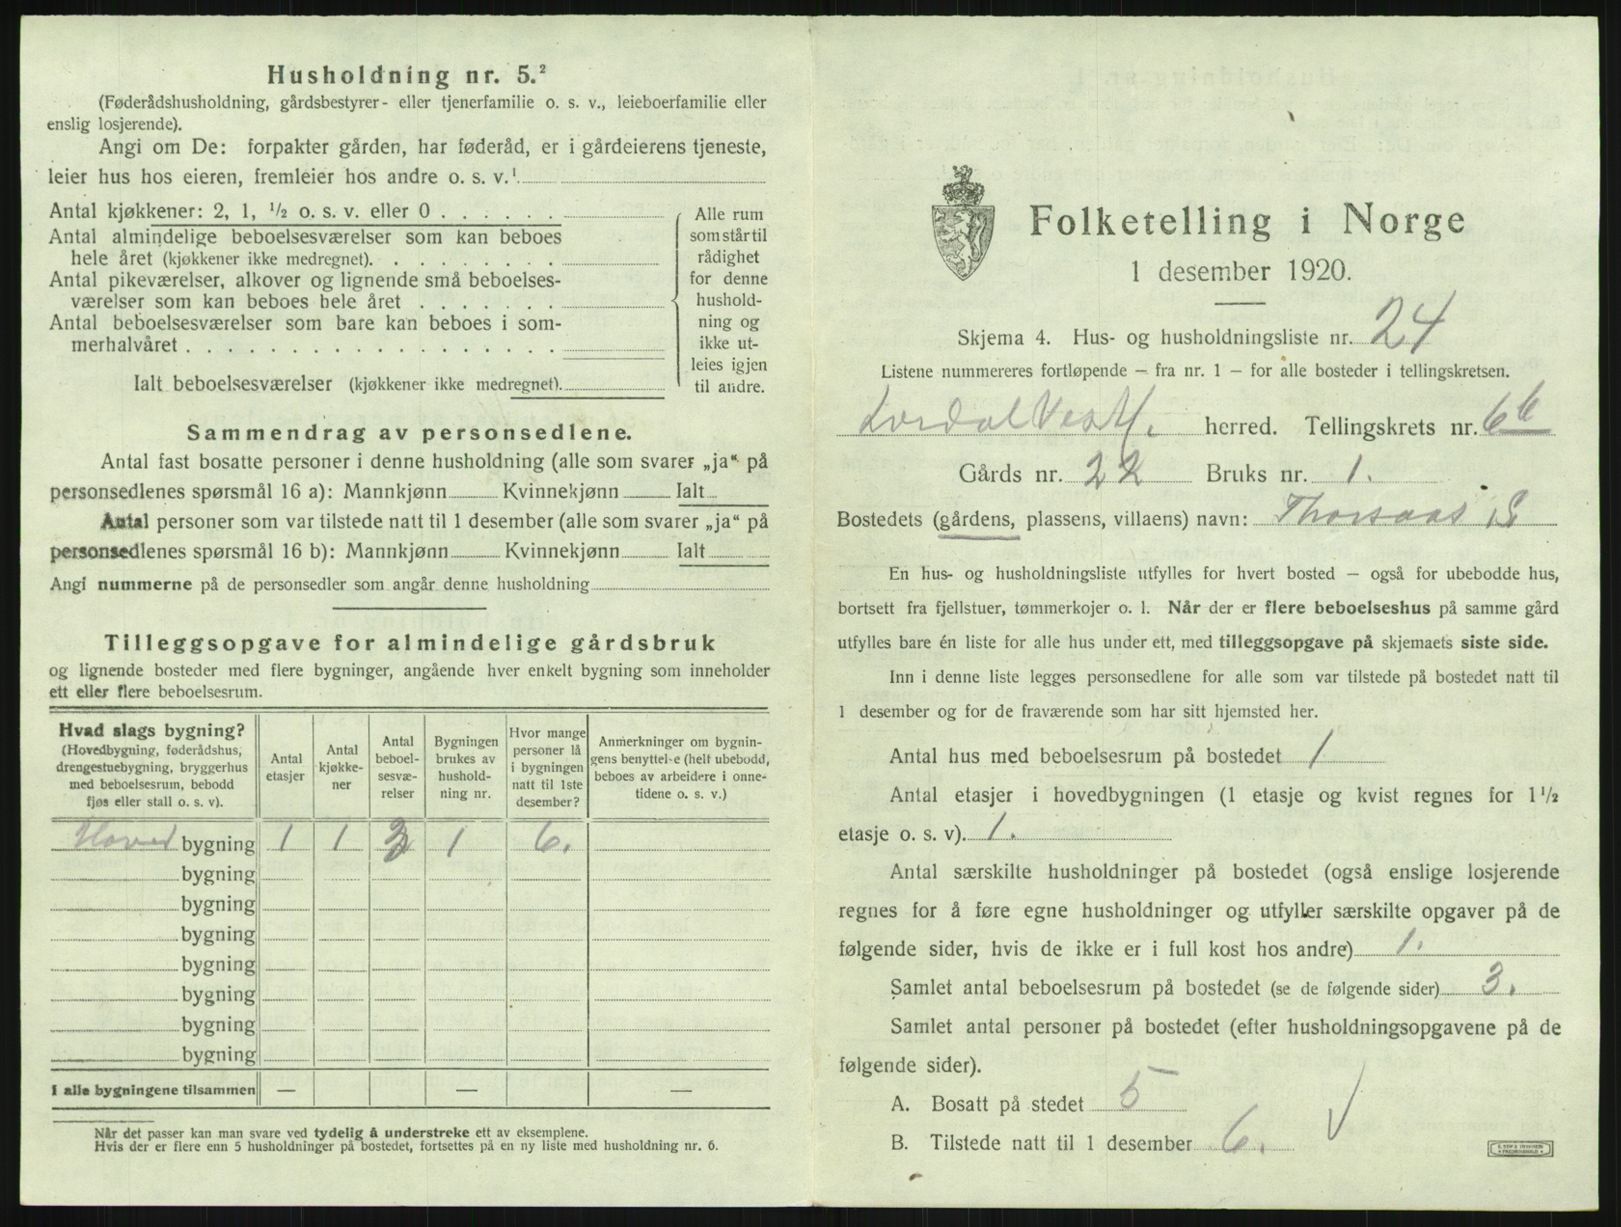 Husholdning nr. 5.²
(Føderådshusholdning, gårdsbestyrer- eller tjenerfamilie o. s. v., leieboerfamilie eller
enslig losjerende).
Angi om De: forpakter gården, har føderåd, er i gårdeierens tjeneste,
leier hus hos eieren, fremleier hos andre o. s. v.¹
Antal kjøkkener: 2, 1, ½ o. s. v. eller 0
Antal almindelige beboelsesværelser som kan beboes
hele året (kjøkkener ikke medregnet).
Antal pikeværelser, alkover og lignende små beboelses-
værelser som kan beboes hele året
Antal beboelsesværelser som bare kan beboes i som-
merhalvåret
Ialt beboelsesværelser (kjøkkener ikke medregnet).
Alle rum
som står til
rådighet
for denne
hushold-
ning og
ikke ut-
leies igjen
til andre.
Sammendrag av personsedlene.
Antal fast bosatte personer i denne husholdning (alle som svarer „ja“ på
personsedlenes spørsmål 16 a): Mannkjønn Kvinnekjønn Ialt
Antal personer som var tilstede natt til 1 desember (alle som svarer „ja“ på
personsedlenes spørsmål 16 b): Mannkjønn Kvinnekjønn Ialt
Angi nummerne på de personsedler som angår denne husholdning
Tilleggsopgave for almindelige gårdsbruk
og lignende bosteder med flere bygninger, angående hver enkelt bygning som inneholder
ett eller flere beboelsesrum.
Hvad slags bygning?
(Hovedbygning, føderådshus,
drengestuebygning, bryggerhus
med beboelsesrum, bebodd
fjøs eller stall o. s. v).
Antal
etasjer
Antal
kjøkke-
ner
Antal
beboel-
sesvæ-
relser
Bygningen
brukes av
hushold-
ning nr.
Hvor mange
personer lå
i bygningen
natt til 1ste
desember?
Anmerkninger om bygnin-
gens benyttelse (helt ubebodd,
beboes av arbeidere i onne-
tidene o. s. v.)
Hoved bygning 1 1 2 1 6.
bygning
bygning
bygning
bygning
bygning
bygning
bygning
I alle bygningene tilsammen — — —
Når det passer kan man svare ved tydelig å understreke ett av eksemplene.
Hvis der er flere enn 5 husholdninger på bostedet, fortsettes på en ny liste med husholdning nr. 6.
Folketelling i Norge
1 desember 1920.
Skjema 4. Hus- og husholdningsliste nr. 24
Listene nummereres fortløpende — fra nr. 1 — for alle bosteder i tellingskretsen.
herred. Tellingskrets nr. 6
Gårds nr. 22 Bruks nr. 1.
Bostedets (gårdens, plassens, villaens) navn: Thorsaas
En hus- og husholdningsliste utfylles for hvert bosted — også for ubebodde hus,
bortsett fra fjellstuer, tømmerkojer o. l. Når der er flere beboelseshus på samme gård
utfylles bare én liste for alle hus under ett, med tilleggsopgave på skjemaets siste side.
Inn i denne liste legges personsedlene for alle som var tilstede på bostedet natt til
1 desember og for de fraværende som har sitt hjemsted her.
Antal hus med beboelsesrum på bostedet 1
Antal etasjer i hovedbygningen (1 etasje og kvist regnes for 1½
etasje o. s. v). 1.
Antal særskilte husholdninger på bostedet (også enslige losjerende
regnes for å føre egne husholdninger og utfyller særskilte opgaver på de
følgende sider, hvis de ikke er i full kost hos andre) 1.
Samlet antal beboelsesrum på bostedet (se de følgende sider) 3.
Samlet antal personer på bostedet (efter husholdningsopgavene på de
følgende sider).
A. Bosatt på stedet 5
B. Tilstede natt til 1 desember 6.